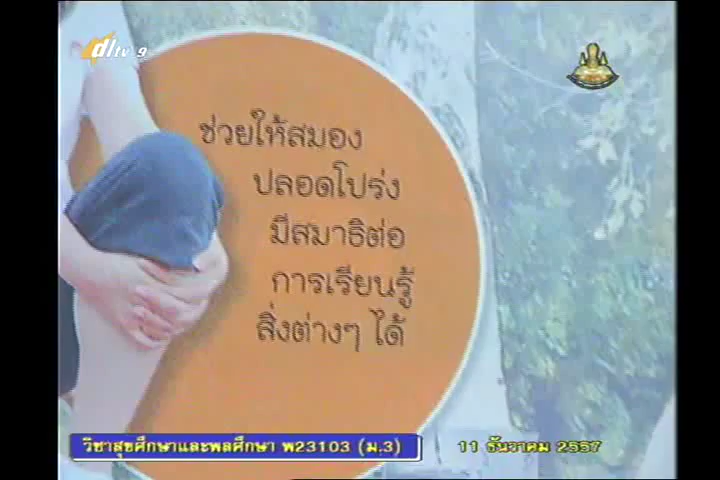 dltv 9
ช่วยให้สมอง
ปลอดโปร่ง
มีสมาธิต่อ
การเรียนรู้
สิ่งต่างๆ ได้
วิชาสุขศึกษาและพลศึกษา พ23103 (ม.3)
11 ธันวาคม 2557